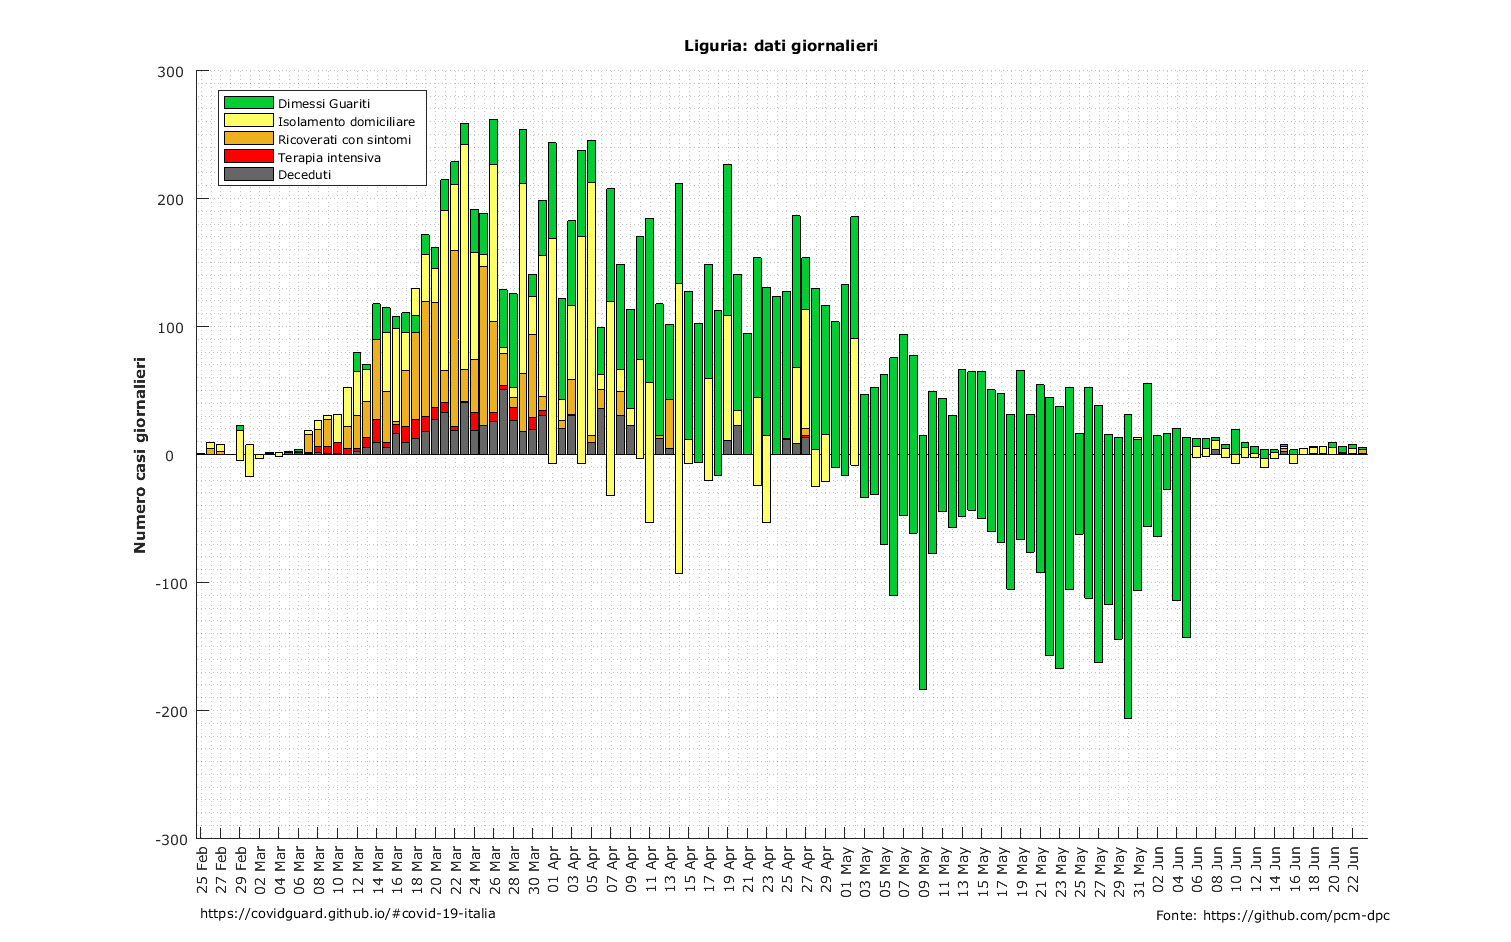 Liguria: dati giornalieri
Dimessi Guariti
Isolamento domiciliare
Ricoverati con sintomi
Terapia intensiva
Deceduti
Numero casi giornalieri
300
200
100
0
-100
-200
-300
25 Feb
27 Feb
29 Feb
02 Mar
04 Mar
06 Mar
08 Mar
10 Mar
12 Mar
14 Mar
16 Mar
18 Mar
20 Mar
22 Mar
24 Mar
26 Mar
28 Mar
30 Mar
01 Apr
03 Apr
05 Apr
07 Apr
09 Apr
11 Apr
13 Apr
15 Apr
17 Apr
19 Apr
21 Apr
23 Apr
25 Apr
27 Apr
29 Apr
01 May
03 May
05 May
07 May
09 May
11 May
13 May
15 May
17 May
19 May
21 May
23 May
25 May
27 May
29 May
31 May
02 Jun
04 Jun
06 Jun
08 Jun
10 Jun
12 Jun
14 Jun
16 Jun
18 Jun
20 Jun
22 Jun
https://covidguard.github.io/#covid-19-italia
Fonte: https://github.com/pcm-dpc